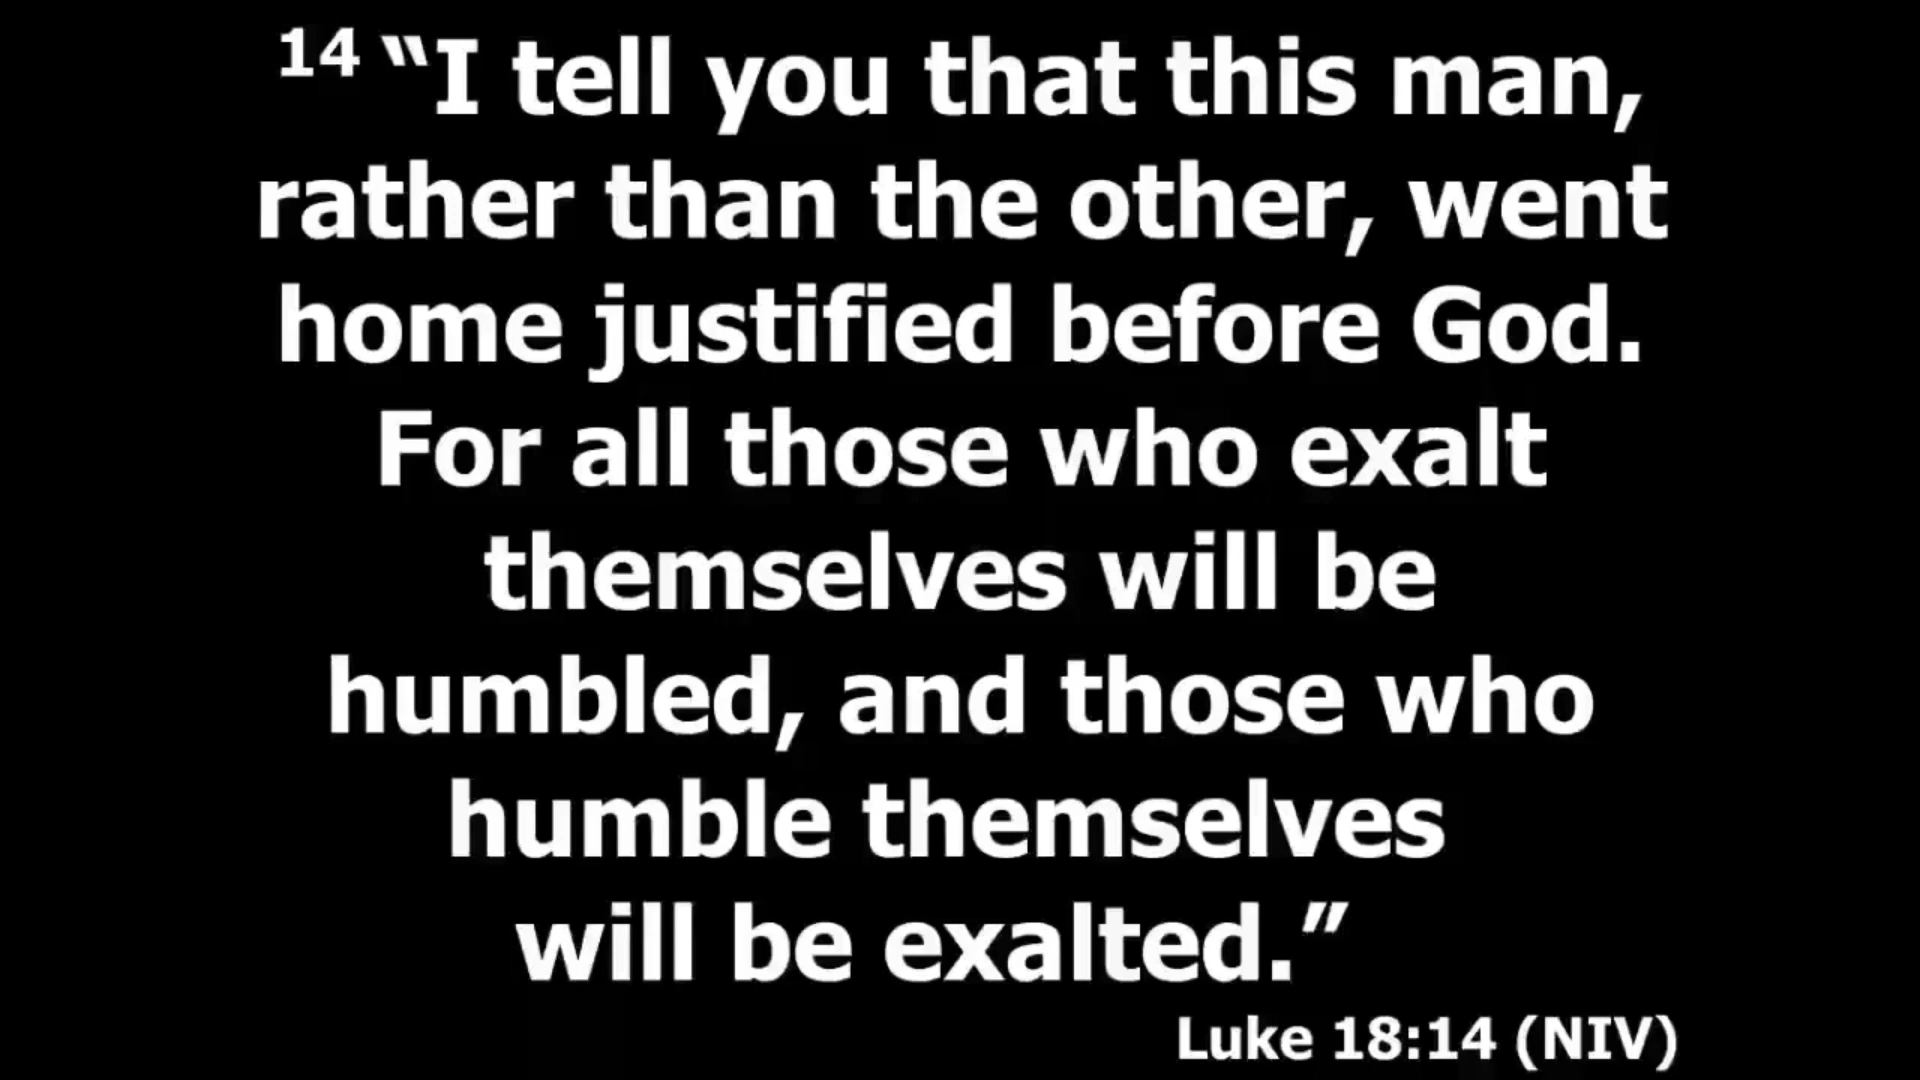 14 “I tell you that this man,
rather than the other, went
home justified before God.
For all those who exalt
themselves will be
humbled, and those who
humble themselves
will be exalted.”
Luke 18:14 (NIV)